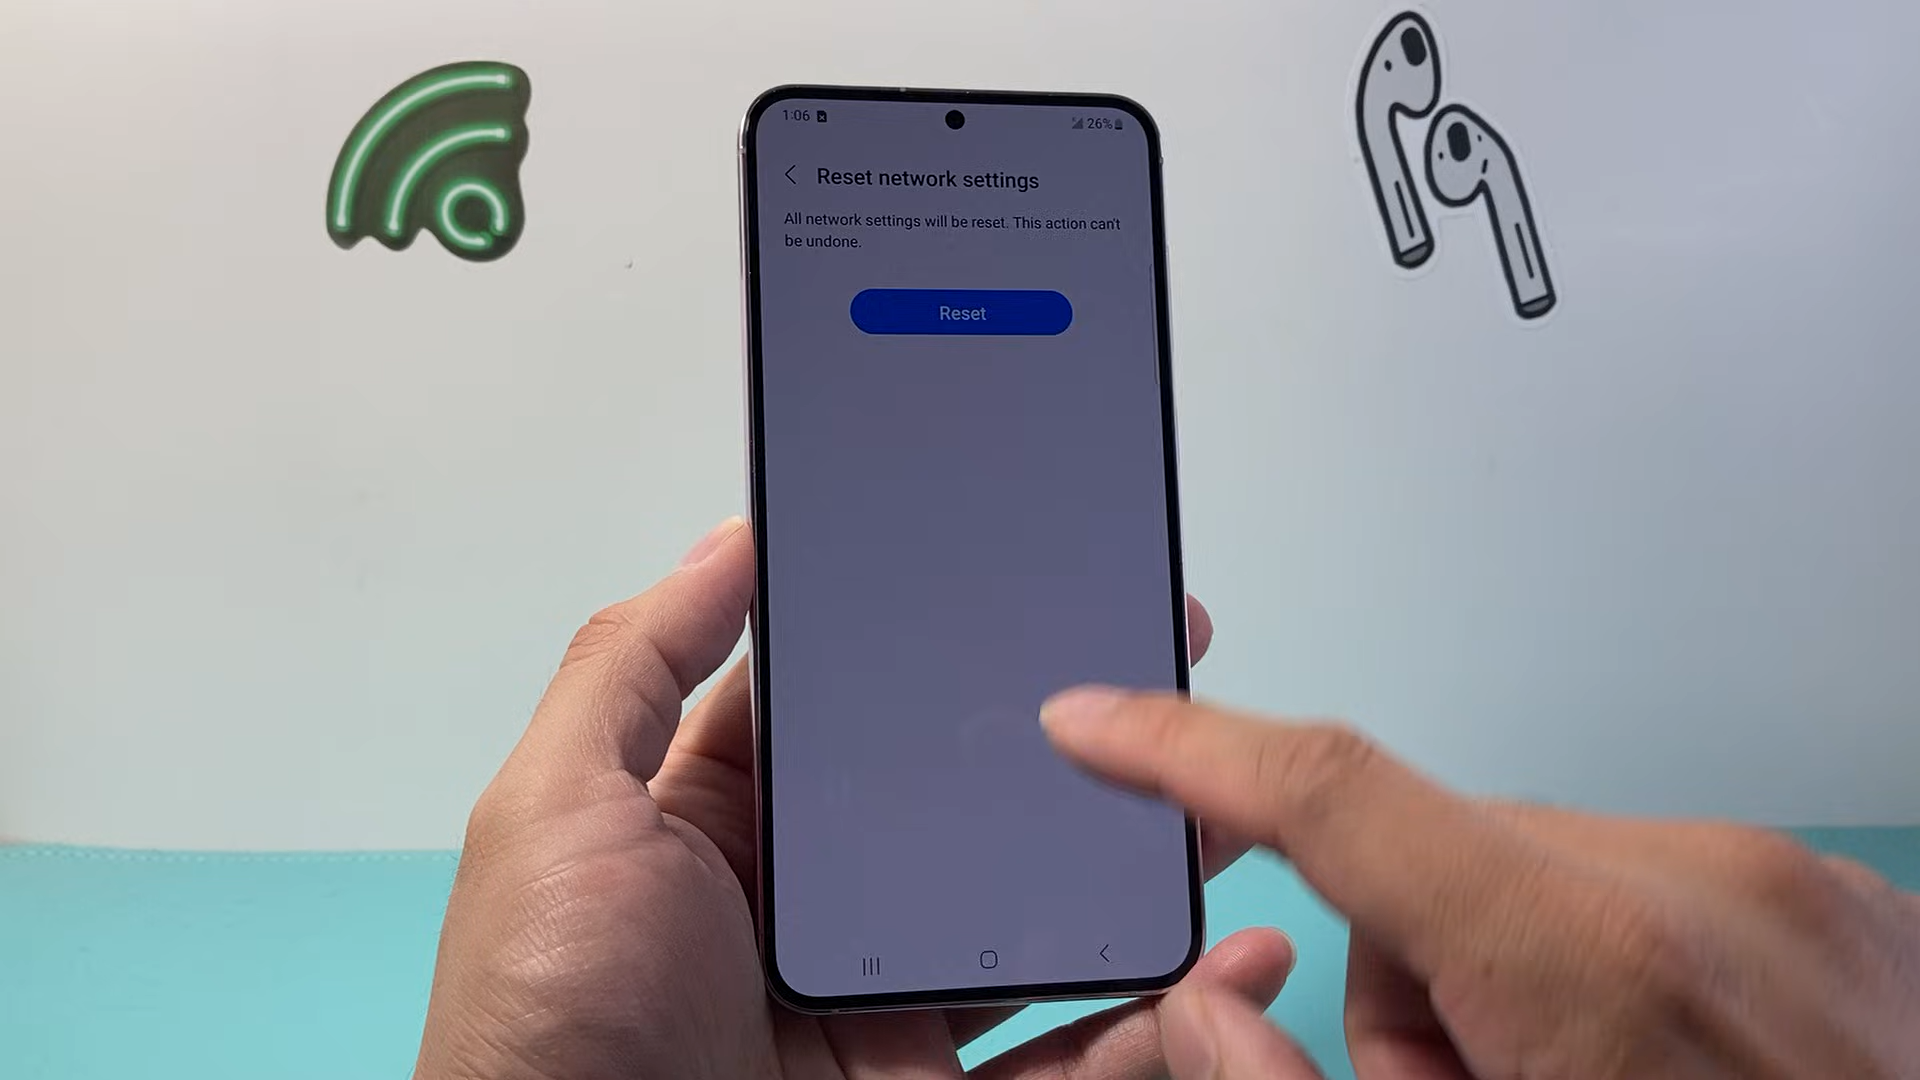 1:06
26%
Reset network settings
All network settings will be reset. This action can't
be undone.
Reset